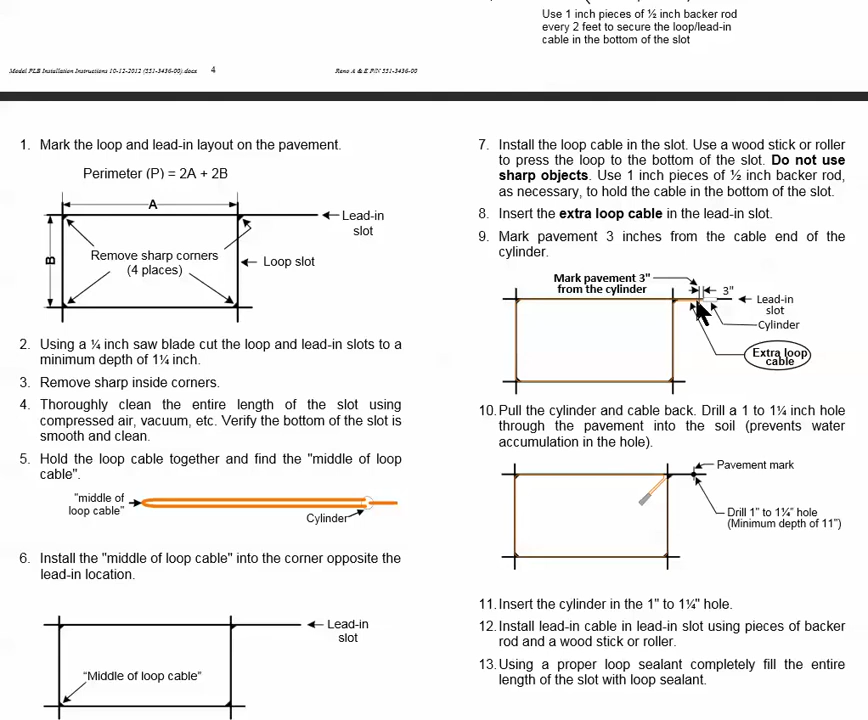 Use 1 inch pieces of ½ inch backer rod
every 2 feet to secure the loop/lead-in
cable in the bottom of the slot
Model PLB Installation Instructions 10-12-2012 (551-3436-00).docx 4
Reno A & E P/N 551-3436-00
1. Mark the loop and lead-in layout on the pavement.
Perimeter (P) = 2A + 2B
A
Lead-in
slot
B
Remove sharp corners
(4 places)
Loop slot
2. Using a ¼ inch saw blade cut the loop and lead-in slots to a
minimum depth of 1¼ inch.
3. Remove sharp inside corners.
4. Thoroughly clean the entire length of the slot using
compressed air, vacuum, etc. Verify the bottom of the slot is
smooth and clean.
5. Hold the loop cable together and find the "middle of loop
cable".
"middle of
loop cable"
Cylinder
6. Install the "middle of loop cable" into the corner opposite the
lead-in location.
Lead-in
slot
"Middle of loop cable"
7. Install the loop cable in the slot. Use a wood stick or roller
to press the loop to the bottom of the slot. Do not use
sharp objects. Use 1 inch pieces of ½ inch backer rod,
as necessary, to hold the cable in the bottom of the slot.
8. Insert the extra loop cable in the lead-in slot.
9. Mark pavement 3 inches from the cable end of the
cylinder.
Mark pavement 3"
from the cylinder
3"
Lead-in
slot
Cylinder
Extra loop
cable
10. Pull the cylinder and cable back. Drill a 1 to 1¼ inch hole
through the pavement into the soil (prevents water
accumulation in the hole).
Pavement mark
Drill 1" to 1¼" hole
(Minimum depth of 11")
11. Insert the cylinder in the 1" to 1¼" hole.
12. Install lead-in cable in lead-in slot using pieces of backer
rod and a wood stick or roller.
13. Using a proper loop sealant completely fill the entire
length of the slot with loop sealant.